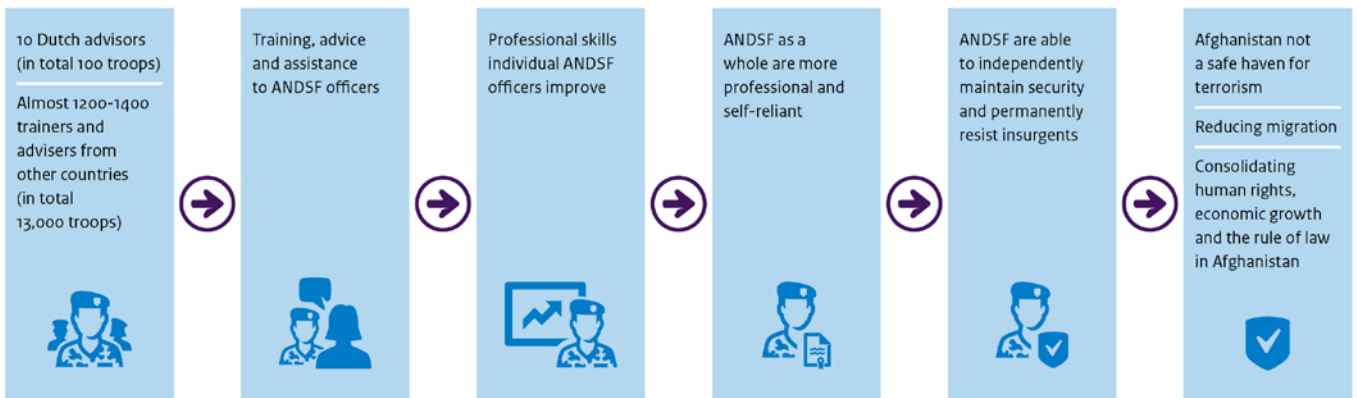 10 Dutch advisors
(in total 100 troops)
Almost 1200-1400
trainers and
advisers from
other countries
(in total
13,000 troops)
Training, advice
and assistance
to ANDSF officers
Professional skills
individual ANDSF
officers improve
ANDSF as a
whole are more
professional and
self-reliant
ANDSF are able
to independently
maintain security
and permanently
resist insurgents
Afghanistan not
a safe haven for
terrorism
Reducing migration
Consolidating
human rights,
economic growth
and the rule of law
in Afghanistan